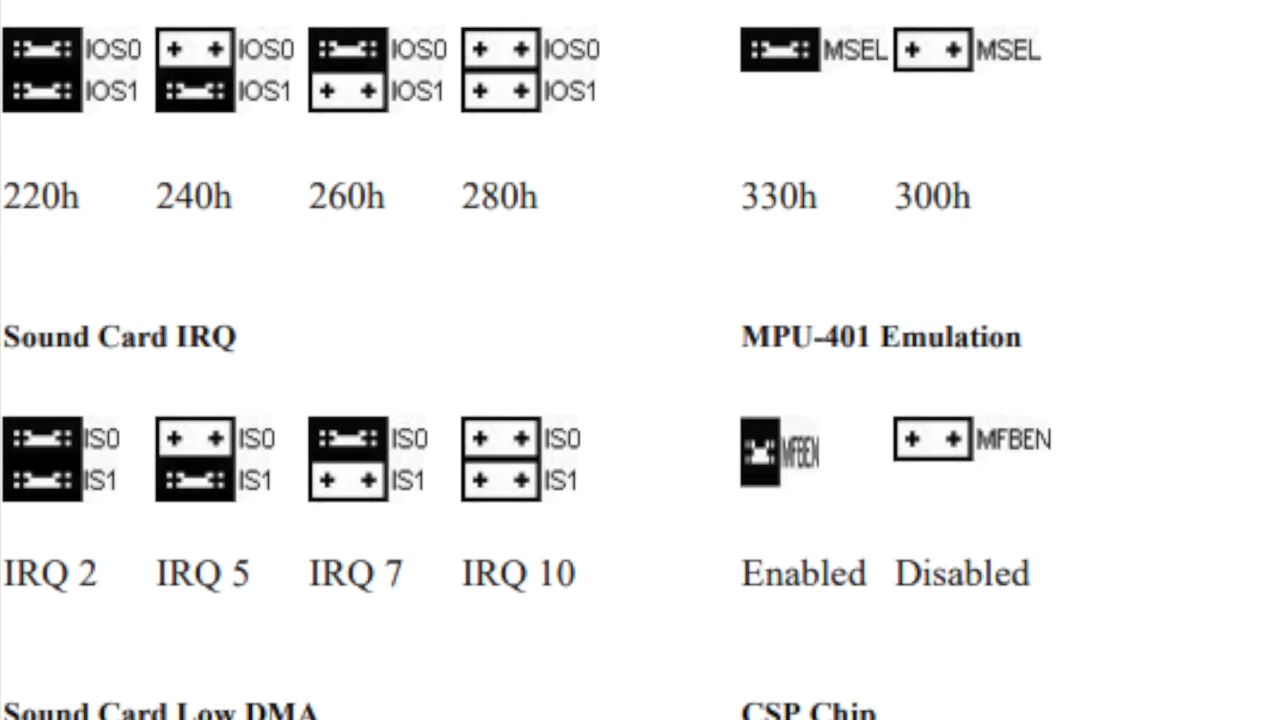 IOS0 IOS0 IOS0 IOS0 MSEL MSEL
IOS1 IOS1 IOS1 IOS1
220h 240h 260h 280h 330h 300h
Sound Card IRQ MPU-401 Emulation
IS0 IS0 IS0 IS0 MFBEN MFBEN
IS1 IS1 IS1 IS1
IRQ 2 IRQ 5 IRQ 7 IRQ 10 Enabled Disabled
Sound Card Low DMA CSP Chip